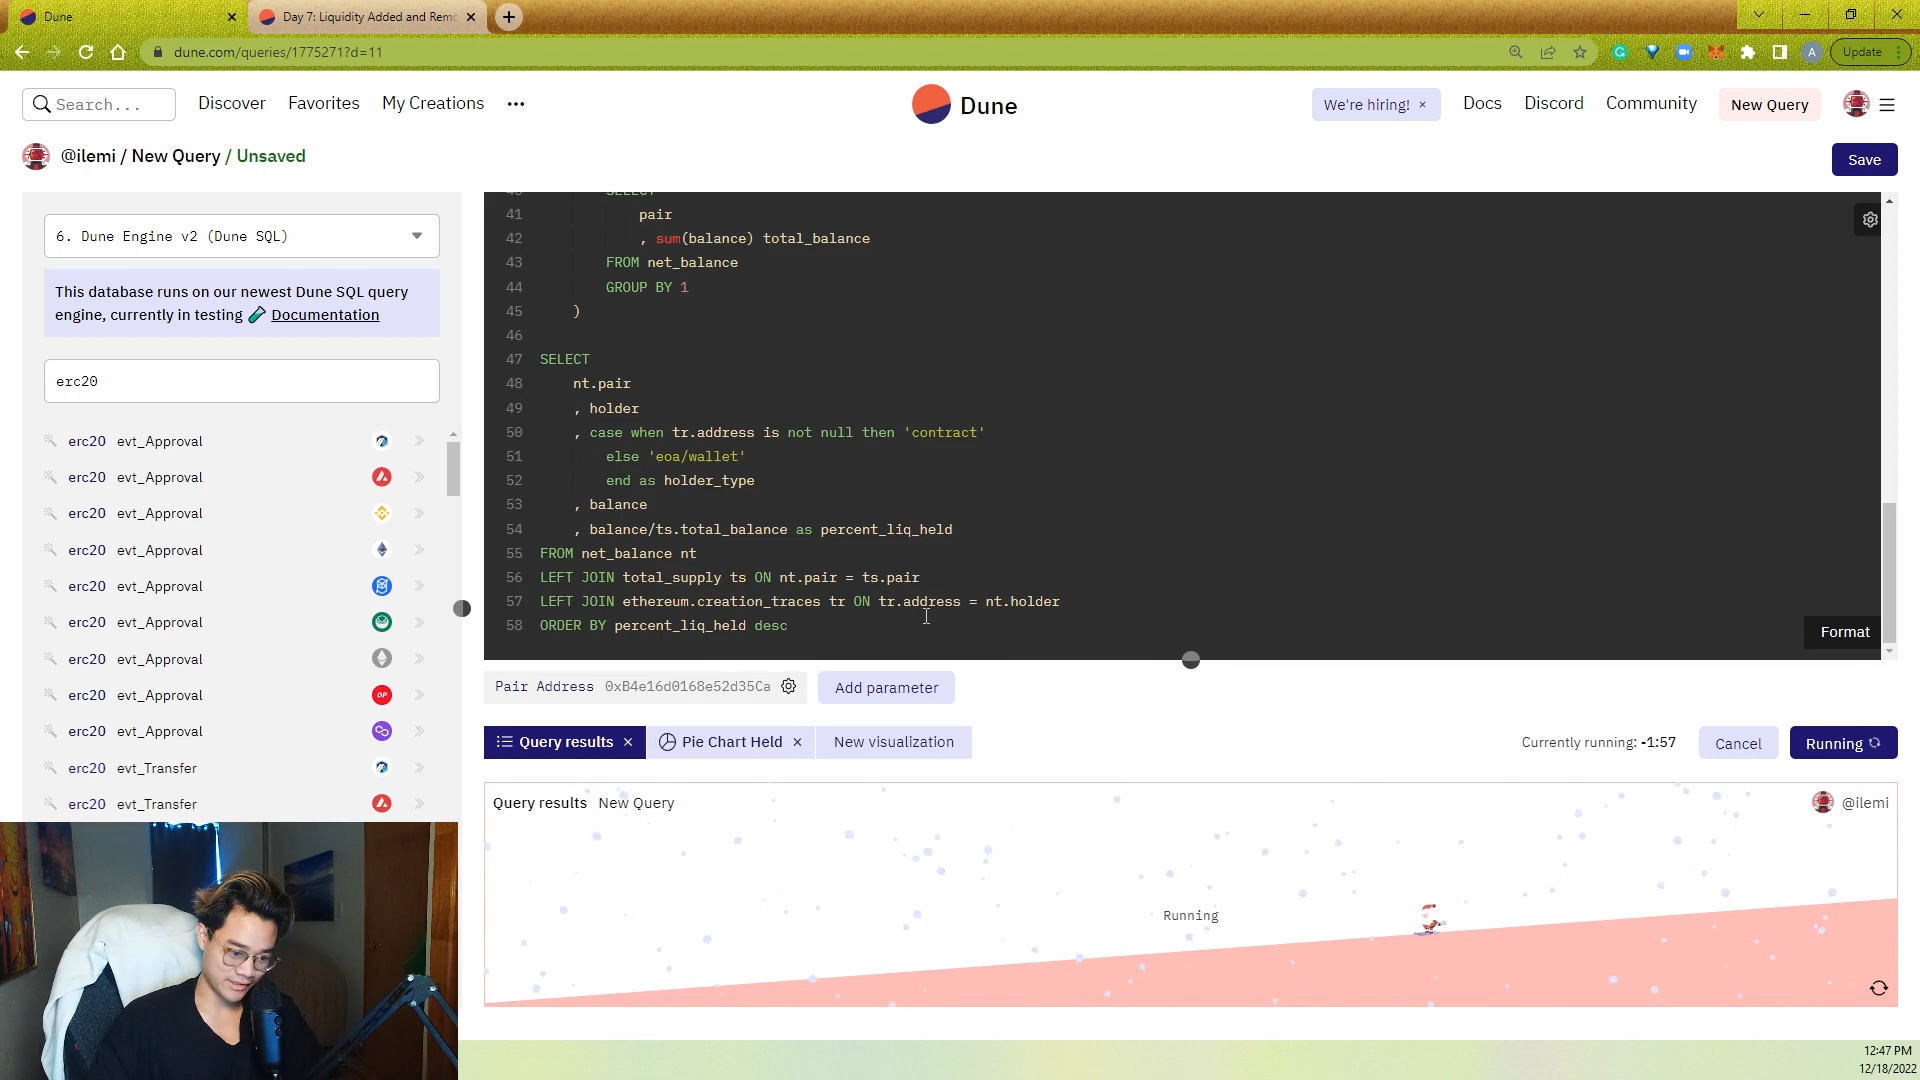 Dune
Day 7: Liquidity Added and Remo
dune.com/queries/1775271?d=11
A
Update
Search...
Discover
Favorites
My Creations
Dune
We're hiring! ×
Docs
Discord
Community
New Query
@ilemi / New Query / Unsaved
Save
6. Dune Engine v2 (Dune SQL)
This database runs on our newest Dune SQL query
engine, currently in testing Documentation
erc20
erc20 evt_Approval
erc20 evt_Approval
erc20 evt_Approval
erc20 evt_Approval
erc20 evt_Approval
erc20 evt_Approval
erc20 evt_Approval
erc20 evt_Approval
OP
erc20 evt_Approval
erc20 evt_Transfer
erc20 evt_Transfer
40 SELECT
41 pair
42 , sum(balance) total_balance
43 FROM net_balance
44 GROUP BY 1
45 )
46
47 SELECT
48 nt.pair
49 , holder
50 , case when tr.address is not null then 'contract'
51 else 'eoa/wallet'
52 end as holder_type
53 , balance
54 , balance/ts.total_balance as percent_liq_held
55 FROM net_balance nt
56 LEFT JOIN total_supply ts ON nt.pair = ts.pair
57 LEFT JOIN ethereum.creation_traces tr ON tr.address = nt.holder
58 ORDER BY percent_liq_held desc
Format
Pair Address 0xB4e16d0168e52d35Ca
Add parameter
Query results ×
Pie Chart Held ×
New visualization
Currently running: -1:57
Cancel
Running
Query results New Query
@ilemi
Running
12:47 PM
12/18/2022